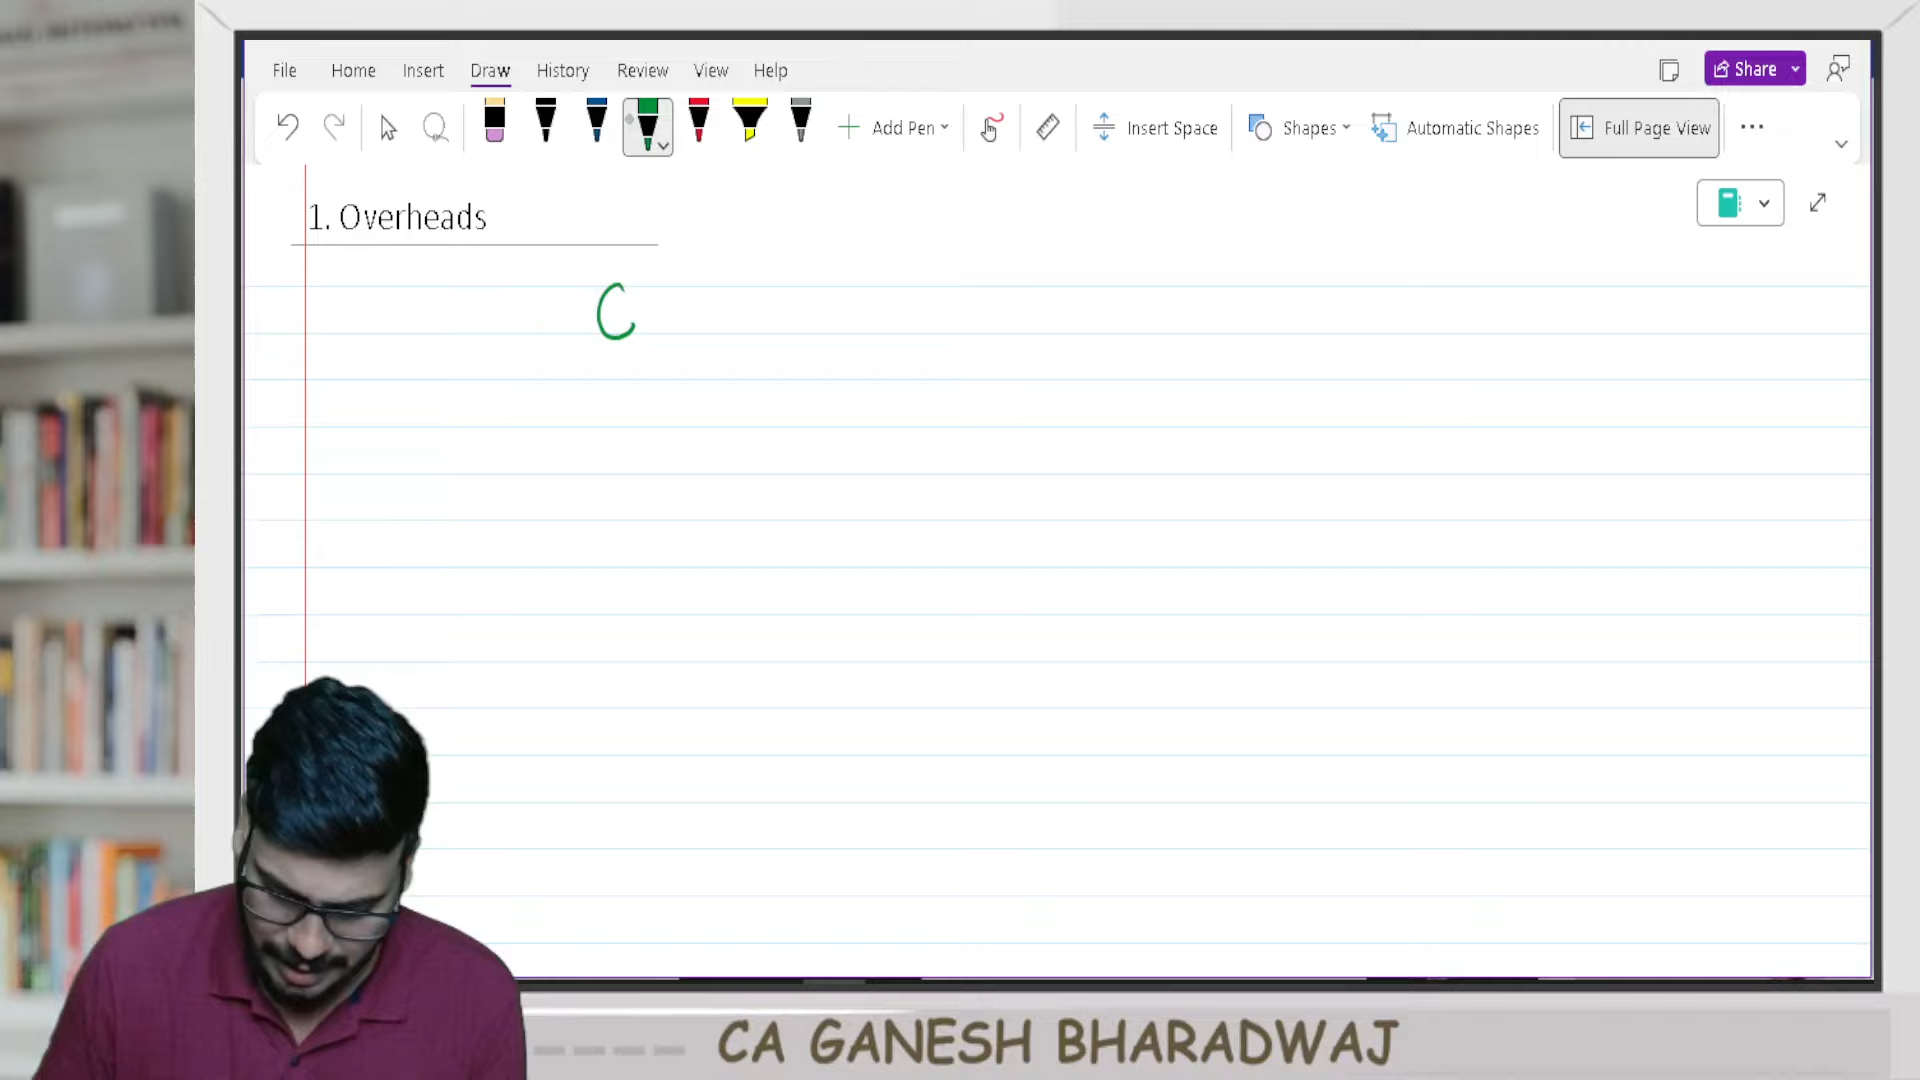 File Home Insert Draw History Review View Help Share
Add Pen Insert Space Shapes Automatic Shapes Full Page View
1. Overheads
C
CA GANESH BHARADWAJ